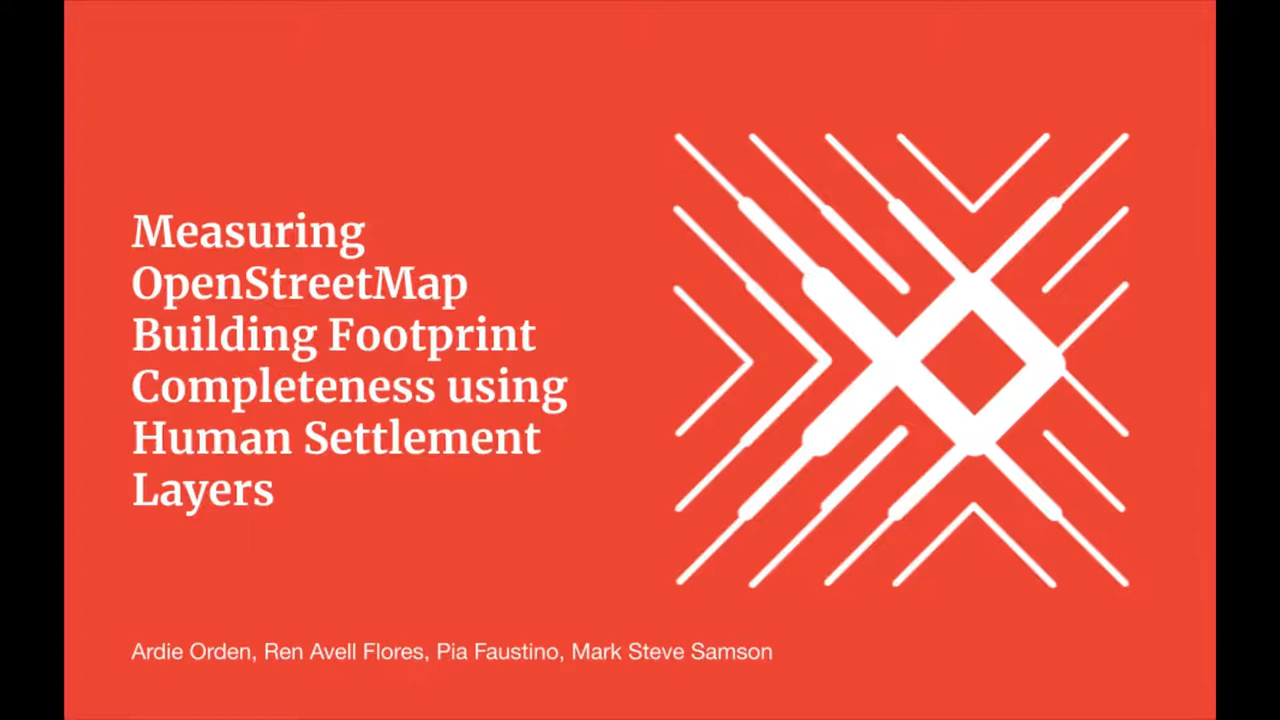 Measuring
OpenStreetMap
Building Footprint
Completeness using
Human Settlement
Layers
Ardie Orden, Ren Avell Flores, Pia Faustino, Mark Steve Samson